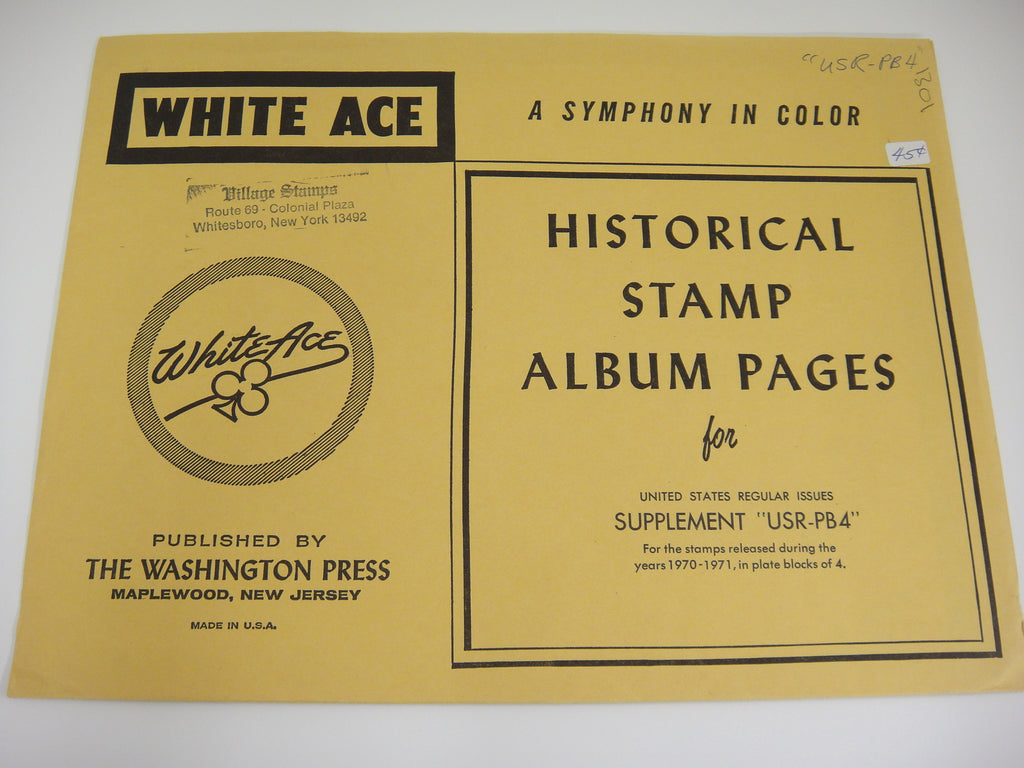 "USR-PB4"
1301
WHITE ACE
A SYMPHONY IN COLOR
45¢
Village Stamps
Route 69 - Colonial Plaza
Whitesboro, New York 13492
White Ace
HISTORICAL
STAMP
ALBUM PAGES
for
UNITED STATES REGULAR ISSUES
SUPPLEMENT "USR-PB4"
For the stamps released during the
years 1970-1971, in plate blocks of 4.
PUBLISHED BY
THE WASHINGTON PRESS
MAPLEWOOD, NEW JERSEY
MADE IN U.S.A.